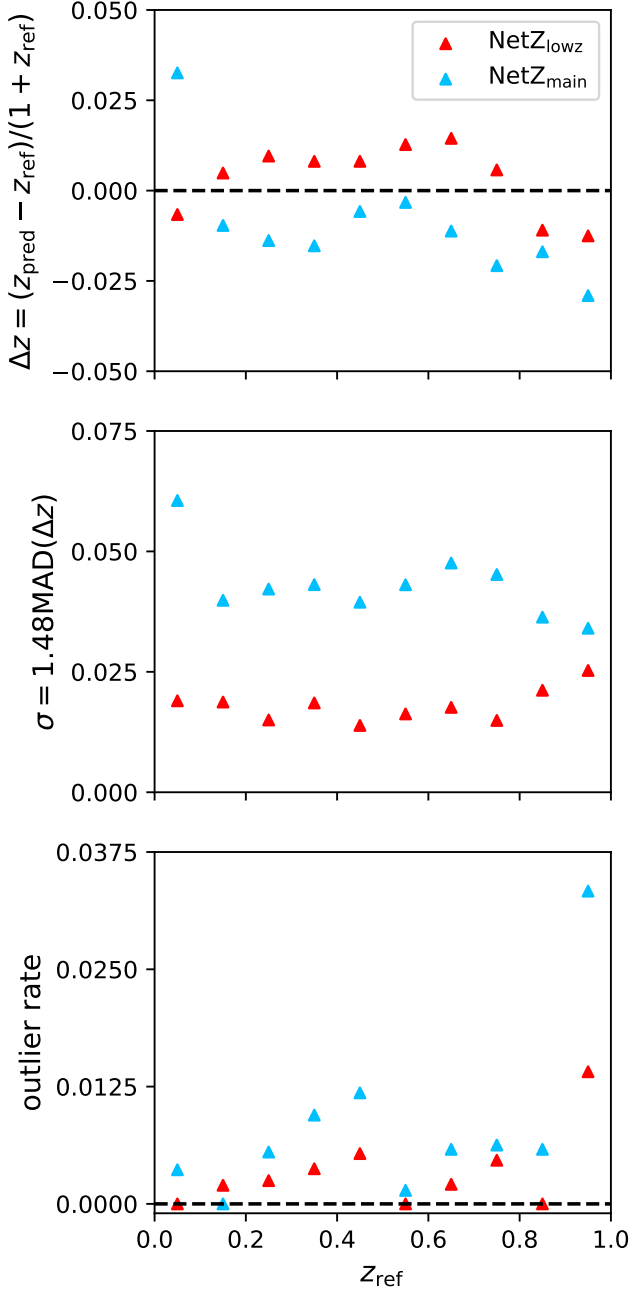 0.050
0.025
0.000
−0.025
−0.050
Δz = (z_pred − z_ref)/(1 + z_ref)
NetZ_lowz
NetZ_main
0.075
0.050
0.025
0.000
σ = 1.48MAD(Δz)
0.0375
0.0250
0.0125
0.0000
outlier rate
0.0 0.2 0.4 0.6 0.8 1.0
z_ref